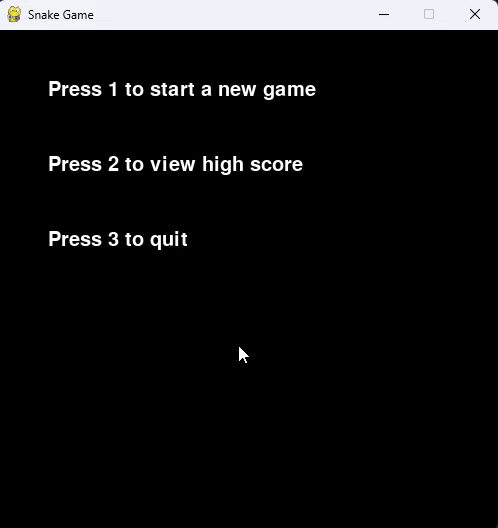 Snake Game
Press 1 to start a new game
Press 2 to view high score
Press 3 to quit